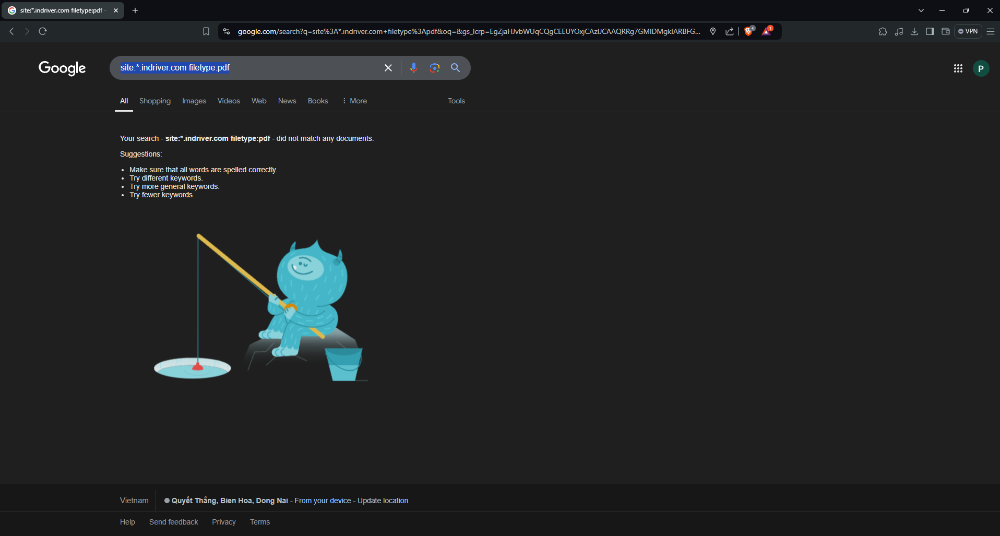 site:*.indriver.com filetype:pdf -
google.com/search?q=site%3A*.indriver.com+filetype%3Apdf&oq=&gs_lcrp=EgZjaHJvbWUqCQgCEEUYOxjCAzIJCAAQRRg7GMIDMgkIARBFG...
4
1
VPN
Google
site:*.indriver.com filetype:pdf
P
All Shopping Images Videos Web News Books More Tools
Your search - site:*.indriver.com filetype:pdf - did not match any documents.
Suggestions:
• Make sure that all words are spelled correctly.
• Try different keywords.
• Try more general keywords.
• Try fewer keywords.
Vietnam
Quyết Thắng, Bien Hoa, Dong Nai - From your device - Update location
Help Send feedback Privacy Terms